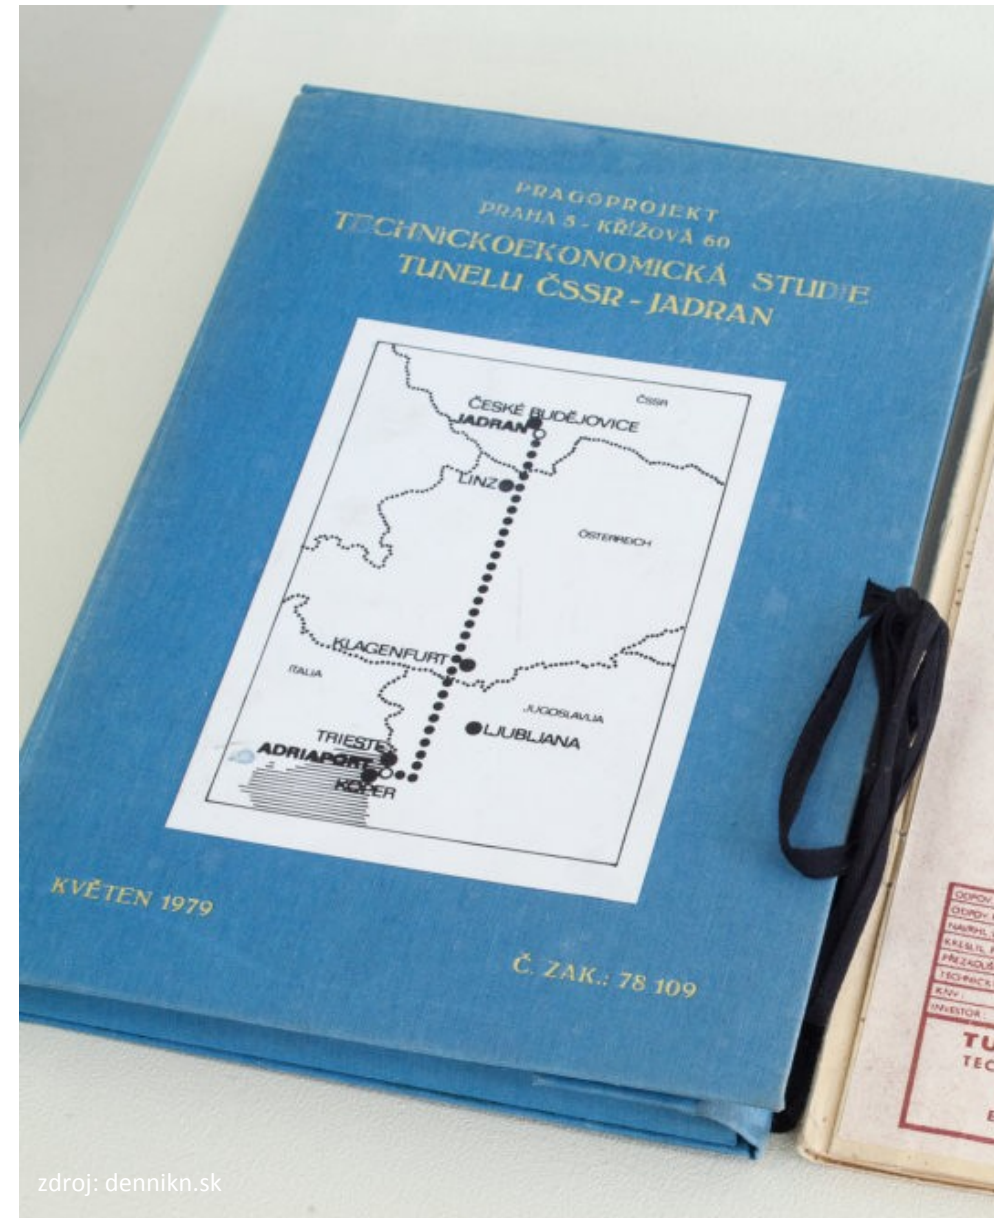 PRAGOPROJEKT
PRAHA 5 - KŘÍŽOVÁ 60
TECHNICKOEKONOMICKÁ STUDIE
TUNELU ČSSR - JADRAN
ČSSR
ČESKÉ BUDĚJOVICE
JADRAN
LINZ
ÖSTERREICH
KLAGENFURT
ITALIA
JUGOSLAVIJA
LJUBLJANA
TRIESTE
ADRIAPORT
KOPER
KVĚTEN 1979
Č. ZAK.: 78 109
INVESTOR:
zdroj: dennikn.sk